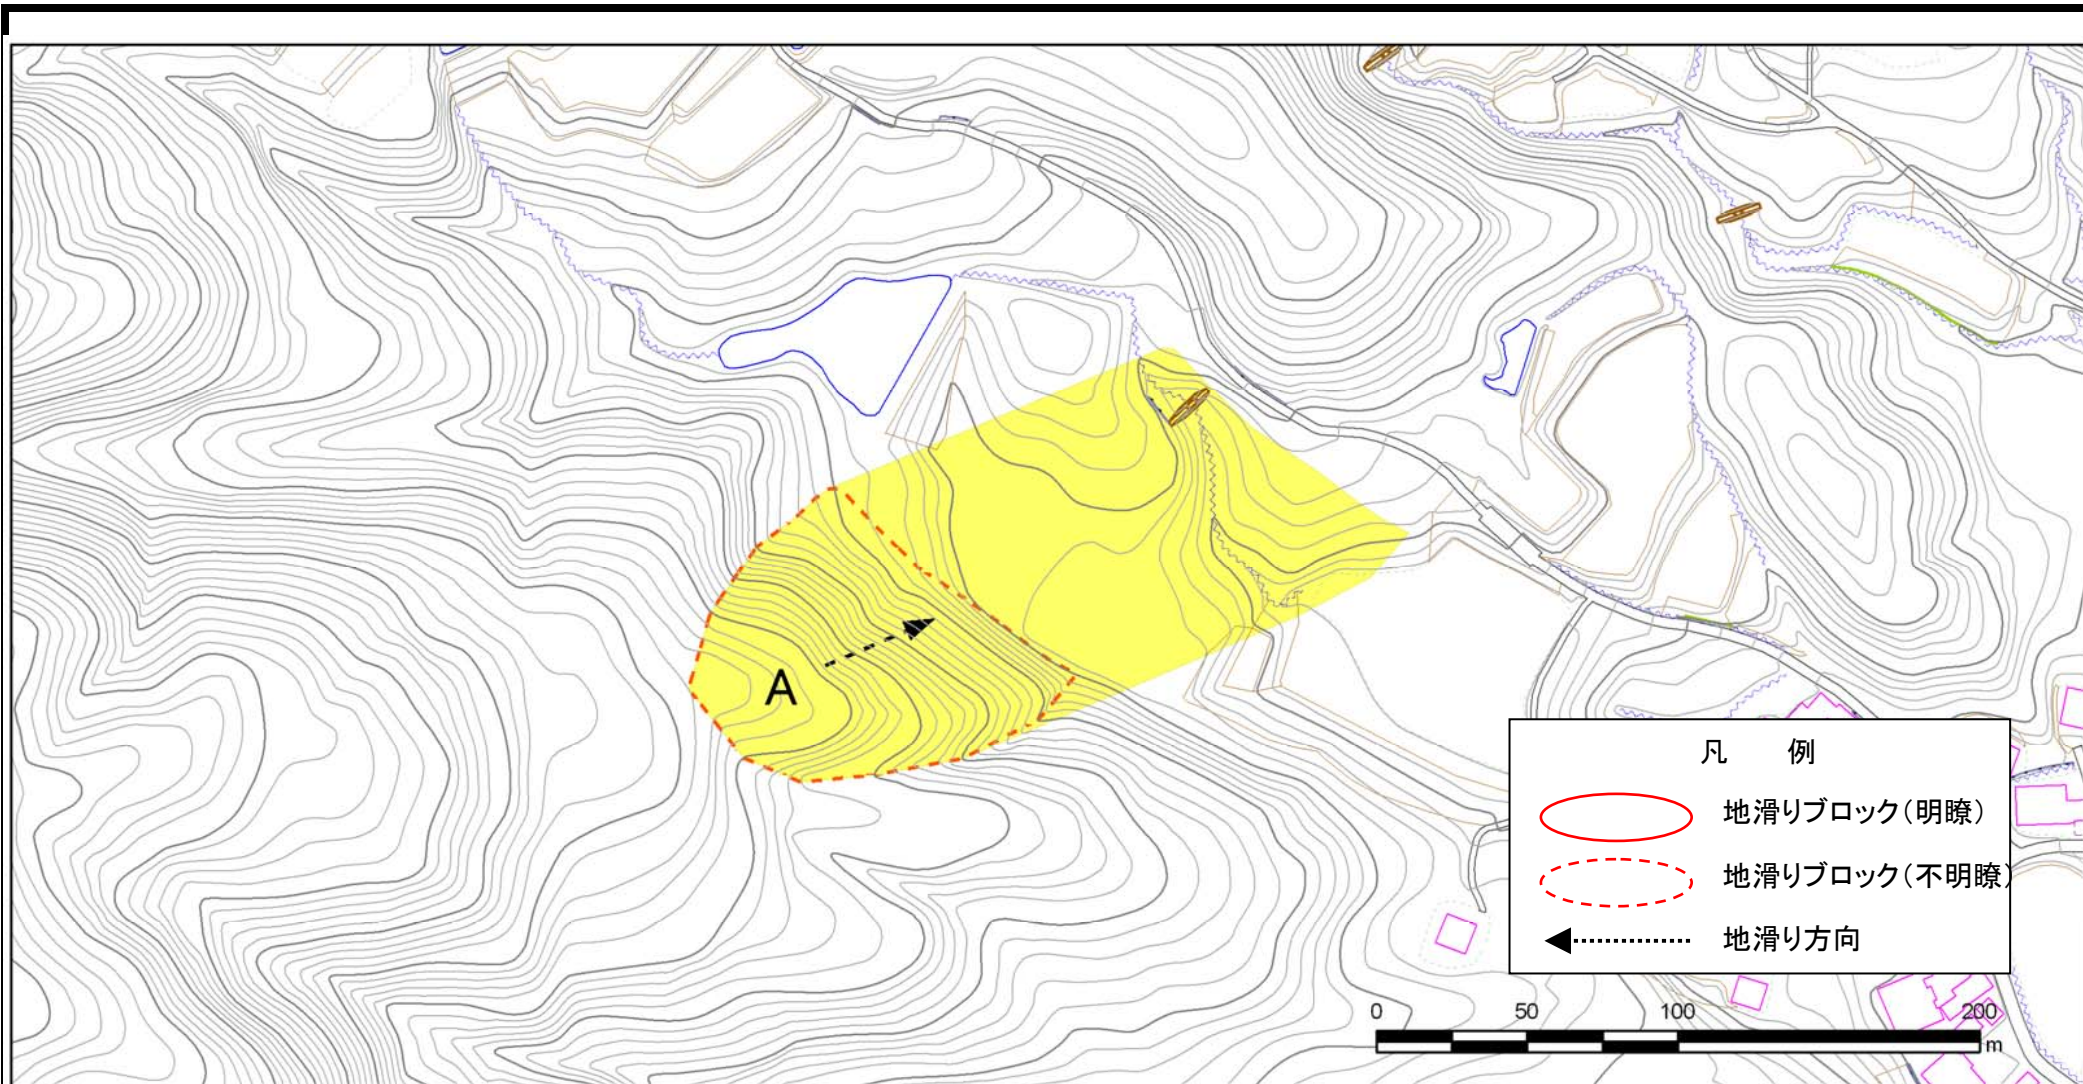 A
凡 例
地滑りブロック(明瞭)
地滑りブロック(不明瞭)
地滑り方向
0 50 100 200
m